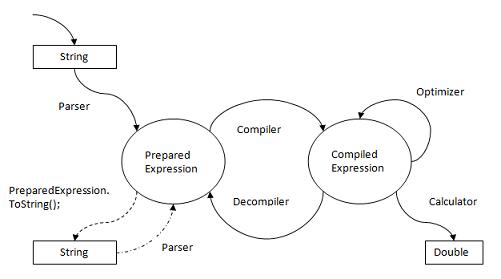 String
Parser
Optimizer
Compiler
Prepared
Expression
Compiled
Expression
PreparedExpression.
ToString();
Decompiler
Calculator
String
Parser
Double